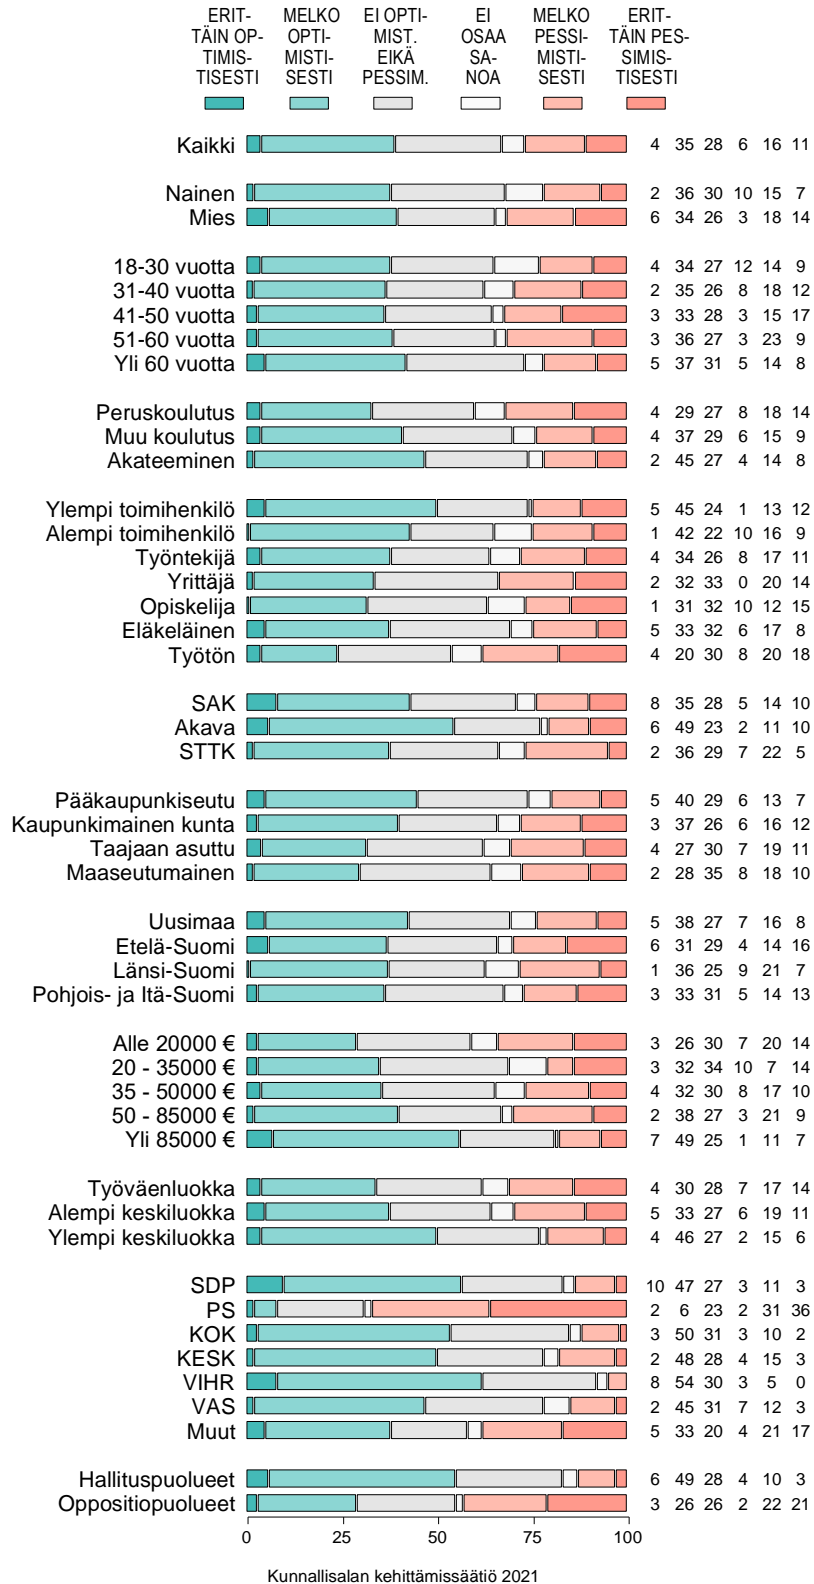 ERIT- MELKO EI OPTI- EI MELKO ERIT-
TÄIN OP- OPTI- MIST. OSAA PESSI- TÄIN PES-
TIMIS- MISTI- EIKÄ SA- MISTI- SIMIS-
TISESTI SESTI PESSIM. NOA SESTI TISESTI
Kaikki 4 35 28 6 16 11
Nainen 2 36 30 10 15 7
Mies 6 34 26 3 18 14
18-30 vuotta 4 34 27 12 14 9
31-40 vuotta 2 35 26 8 18 12
41-50 vuotta 3 33 28 3 15 17
51-60 vuotta 3 36 27 3 23 9
Yli 60 vuotta 5 37 31 5 14 8
Peruskoulutus 4 29 27 8 18 14
Muu koulutus 4 37 29 6 15 9
Akateeminen 2 45 27 4 14 8
Ylempi toimihenkilö 5 45 24 1 13 12
Alempi toimihenkilö 1 42 22 10 16 9
Työntekijä 4 34 26 8 17 11
Yrittäjä 2 32 33 0 20 14
Opiskelija 1 31 32 10 12 15
Eläkeläinen 5 33 32 6 17 8
Työtön 4 20 30 8 20 18
SAK 8 35 28 5 14 10
Akava 6 49 23 2 11 10
STTK 2 36 29 7 22 5
Pääkaupunkiseutu 5 40 29 6 13 7
Kaupunkimainen kunta 3 37 26 6 16 12
Taajaan asuttu 4 27 30 7 19 11
Maaseutumainen 2 28 35 8 18 10
Uusimaa 5 38 27 7 16 8
Etelä-Suomi 6 31 29 4 14 16
Länsi-Suomi 1 36 25 9 21 7
Pohjois- ja Itä-Suomi 3 33 31 5 14 13
Alle 20000 € 3 26 30 7 20 14
20 - 35000 € 3 32 34 10 7 14
35 - 50000 € 4 32 30 8 17 10
50 - 85000 € 2 38 27 3 21 9
Yli 85000 € 7 49 25 1 11 7
Työväenluokka 4 30 28 7 17 14
Alempi keskiluokka 5 33 27 6 19 11
Ylempi keskiluokka 4 46 27 2 15 6
SDP 10 47 27 3 11 3
PS 2 6 23 2 31 36
KOK 3 50 31 3 10 2
KESK 2 48 28 4 15 3
VIHR 8 54 30 3 5 0
VAS 2 45 31 7 12 3
Muut 5 33 20 4 21 17
Hallituspuolueet 6 49 28 4 10 3
Oppositiopuolueet 3 26 26 2 22 21
0 25 50 75 100
Kunnallisalan kehittämissäätiö 2021